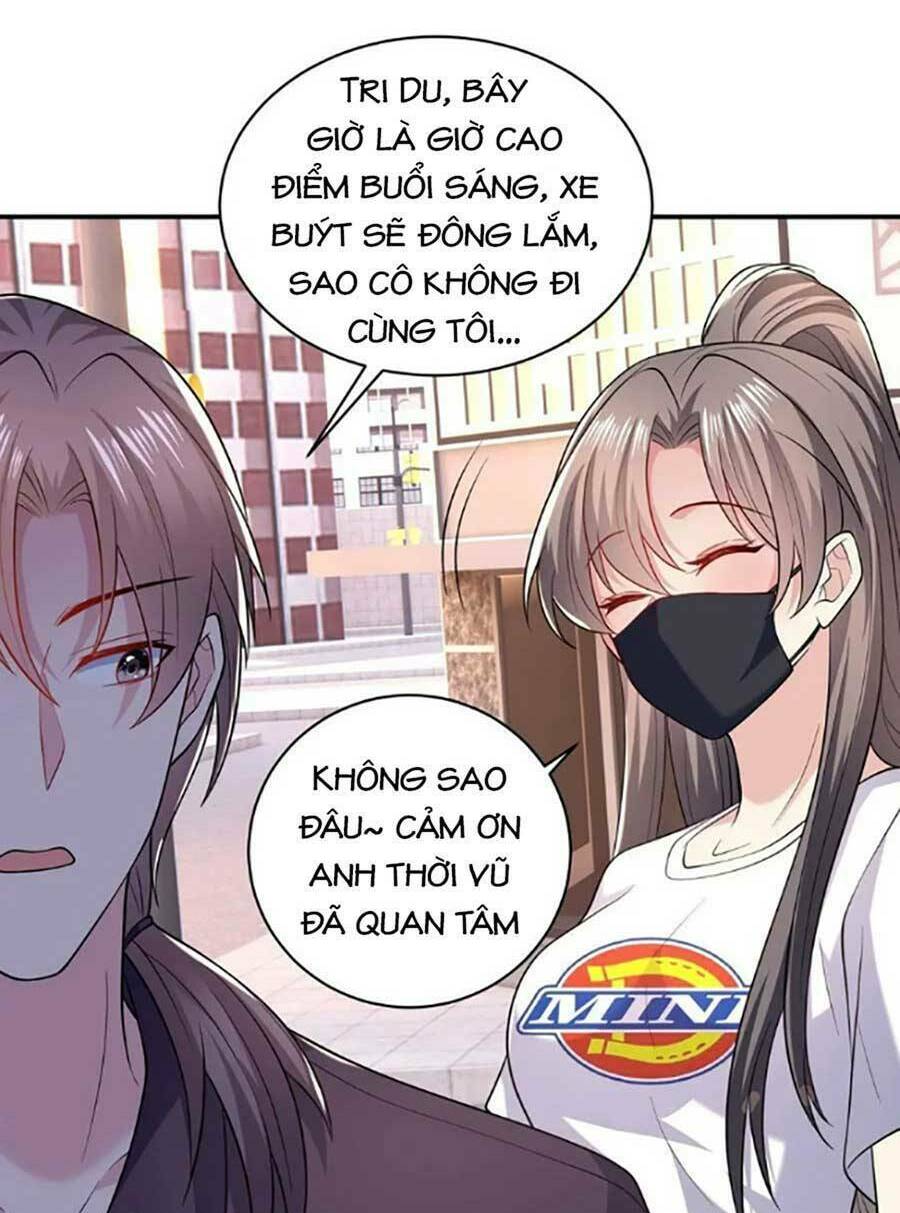 TRI DU, BÂY
GIỜ LÀ GIỜ CAO
ĐIỂM BUỔI SÁNG, XE
BUÝT SẼ ĐÔNG LẮM,
SAO CÔ KHÔNG ĐI
CÙNG TÔI...
KHÔNG SAO
ĐÂU~ CẢM ƠN
ANH THỜI VŨ
ĐÃ QUAN TÂM
MINI